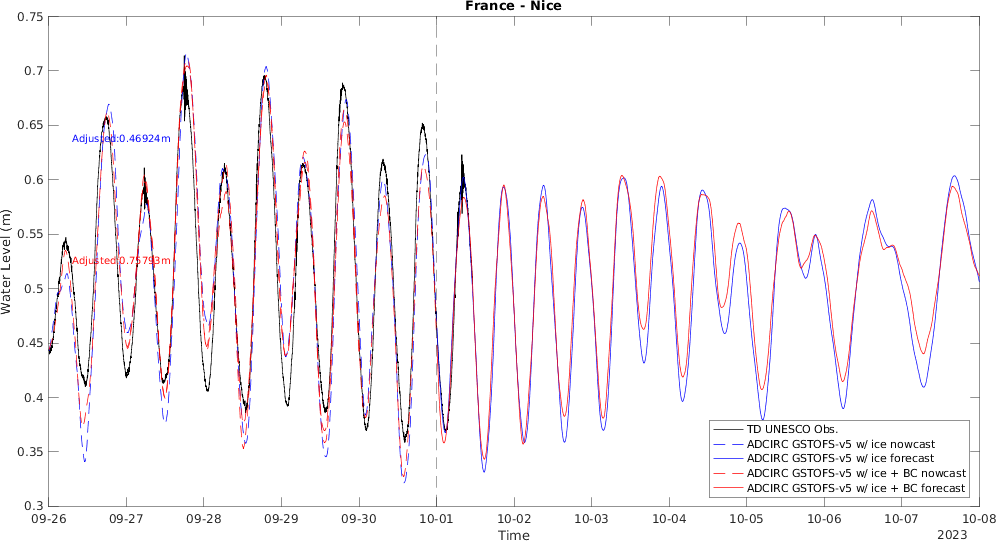 France - Nice
0.75
0.7
0.65
0.6
0.55
0.5
0.45
0.4
0.35
0.3
Water Level (m)
Adjusted:0.46924m
Adjusted:0.75793m
TD UNESCO Obs.
ADCIRC GSTOFS-v5 w/ ice nowcast
ADCIRC GSTOFS-v5 w/ ice forecast
ADCIRC GSTOFS-v5 w/ ice + BC nowcast
ADCIRC GSTOFS-v5 w/ ice + BC forecast
09-26 09-27 09-28 09-29 09-30 10-01 10-02 10-03 10-04 10-05 10-06 10-07 10-08
Time
2023